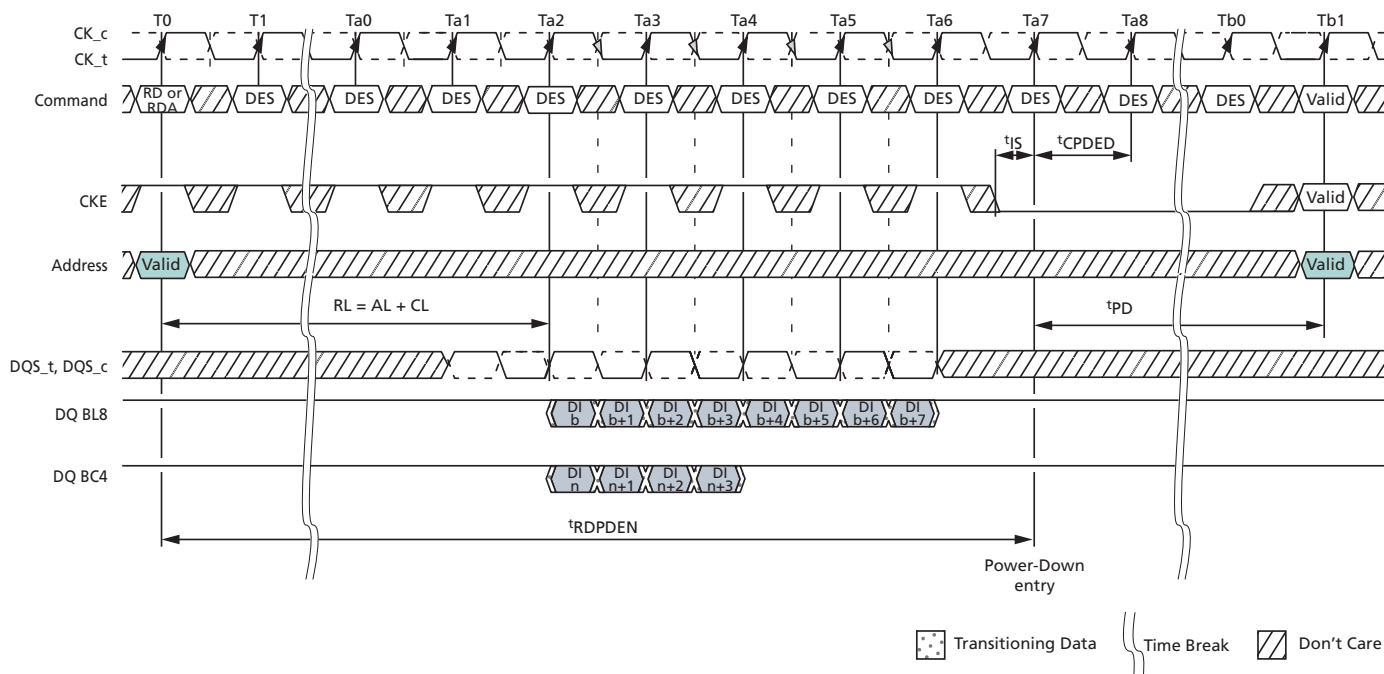 T0 T1 Ta0 Ta1 Ta2 Ta3 Ta4 Ta5 Ta6 Ta7 Ta8 Tb0 Tb1
CK_c
CK_t
Command RD or RDA DES DES DES DES DES DES DES DES DES DES DES Valid
tIS tCPDED
CKE Valid
Address Valid Valid
RL = AL + CL tPD
DQS_t, DQS_c
DQ BL8 DI b DI b+1 DI b+2 DI b+3 DI b+4 DI b+5 DI b+6 DI b+7
DQ BC4 DI n DI n+1 DI n+2 DI n+3
tRDPDEN
Power-Down
entry
Transitioning Data Time Break Don't Care